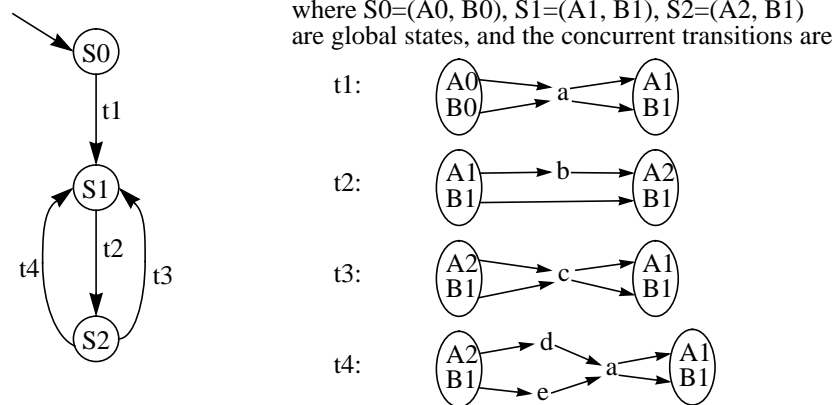 where S0=(A0, B0), S1=(A1, B1), S2=(A2, B1)
are global states, and the concurrent transitions are
S0
t1
S1
t2
t4
t3
S2
t1:
A0
B0
a
A1
B1
t2:
A1
B1
b
A2
B1
t3:
A2
B1
c
A1
B1
t4:
A2
B1
d
e
a
A1
B1